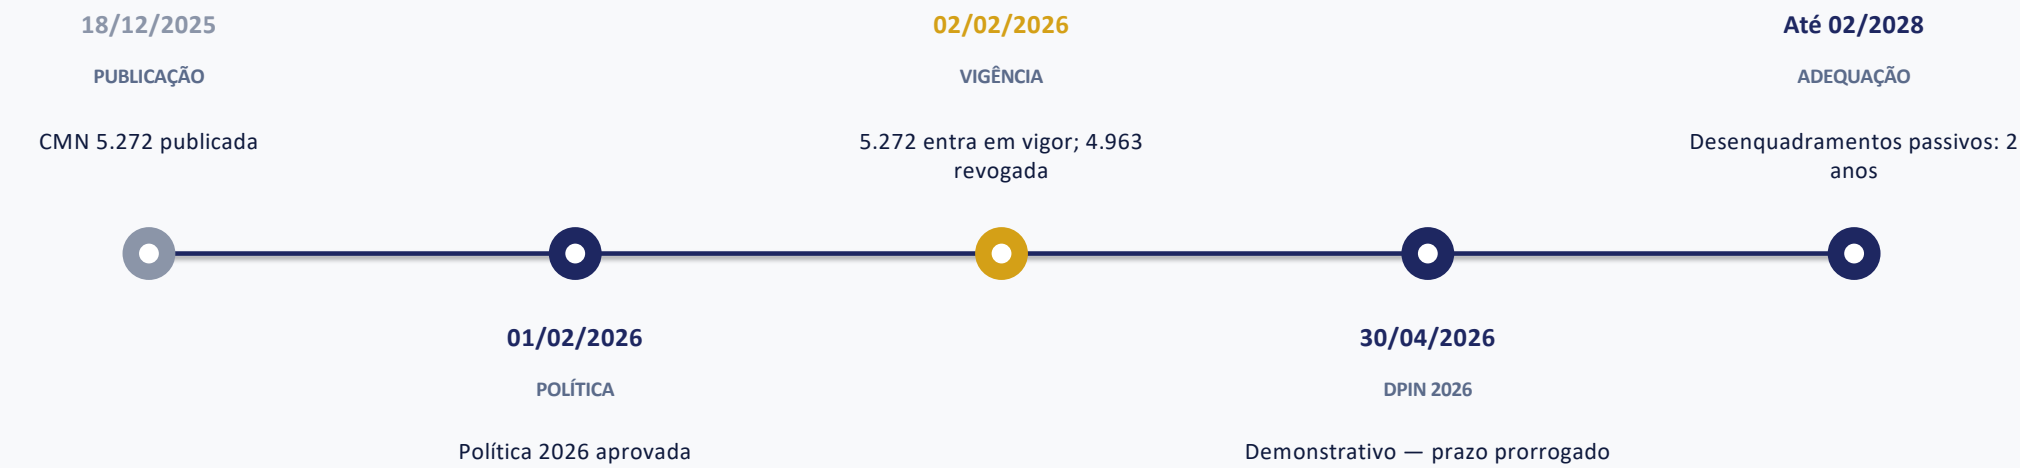 18/12/2025
PUBLICAÇÃO
CMN 5.272 publicada
01/02/2026
POLÍTICA
Política 2026 aprovada
02/02/2026
VIGÊNCIA
5.272 entra em vigor; 4.963
revogada
30/04/2026
DPIN 2026
Demonstrativo — prazo prorrogado
Até 02/2028
ADEQUAÇÃO
Desenquadramentos passivos: 2
anos